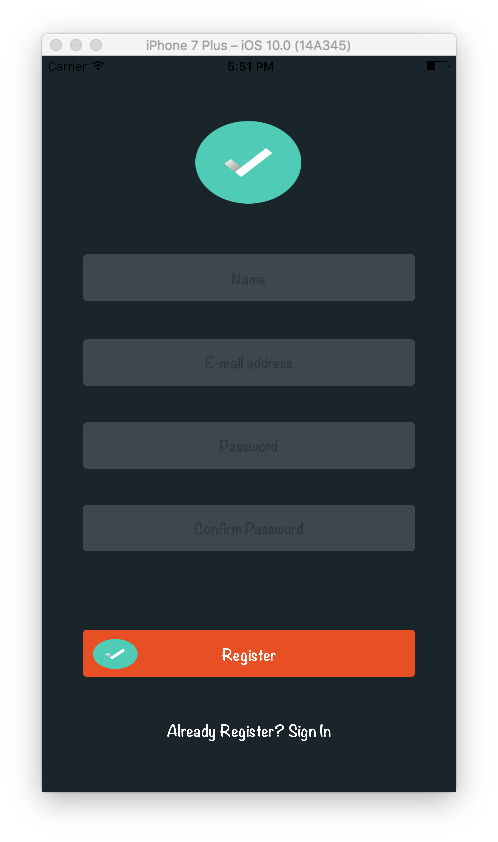 iPhone 7 Plus – iOS 10.0 (14A345)
Carrier 5:51 PM
Name
E-mail address
Password
Confirm Password
Register
Already Register? Sign In